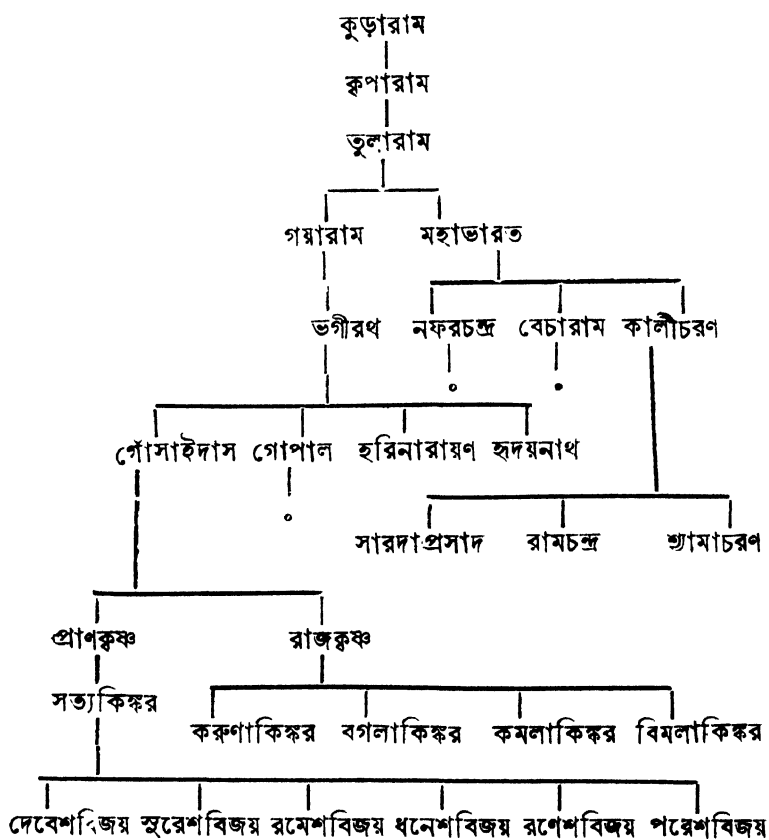 কুড়ারাম
কৃপারাম
তুলারাম
গয়ারাম মহাভারত
ভগীরথ নফরচন্দ্র বেচারাম কালীচরণ
গোঁসাইদাস গোপাল হরিনারায়ণ হৃদয়নাথ
সারদাপ্রসাদ রামচন্দ্র শ্যামাচরণ
প্রাণকৃষ্ণ রাজকৃষ্ণ
সত্যকিঙ্কর
করুণাকিঙ্কর বগলাকিঙ্কর কমলাকিঙ্কর বিমলাকিঙ্কর
দেবেশবিজয় সুরেশবিজয় রমেশবিজয় ধনেশবিজয় রণেশবিজয় পরেশবিজয়